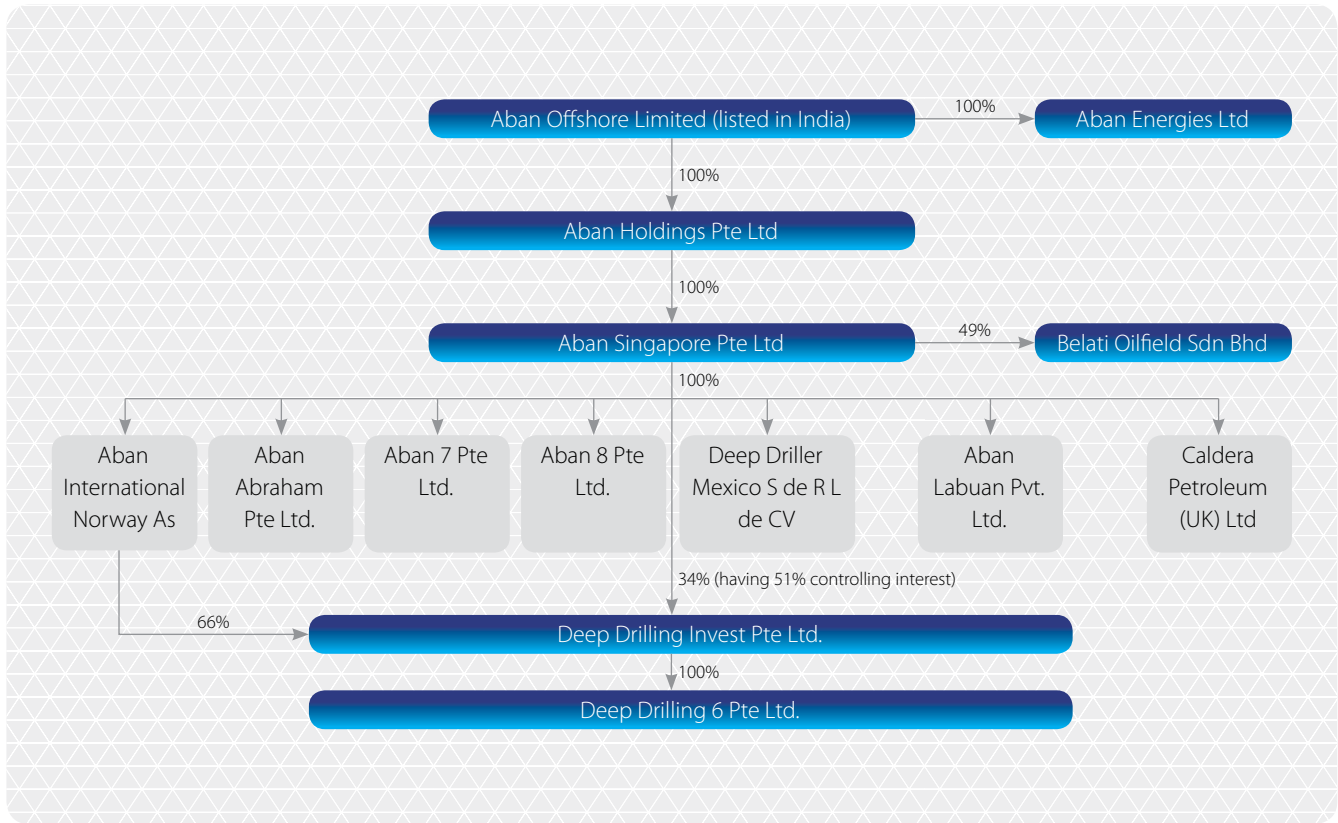 Aban Offshore Limited (listed in India)
100%
Aban Energies Ltd
100%
Aban Holdings Pte Ltd
100%
Aban Singapore Pte Ltd
49%
Belati Oilfield Sdn Bhd
100%
Aban
International
Norway As
Aban
Abraham
Pte Ltd.
Aban 7 Pte
Ltd.
Aban 8 Pte
Ltd.
Deep Driller
Mexico S de R L
de CV
Aban
Labuan Pvt.
Ltd.
Caldera
Petroleum
(UK) Ltd
34% (having 51% controlling interest)
66%
Deep Drilling Invest Pte Ltd.
100%
Deep Drilling 6 Pte Ltd.